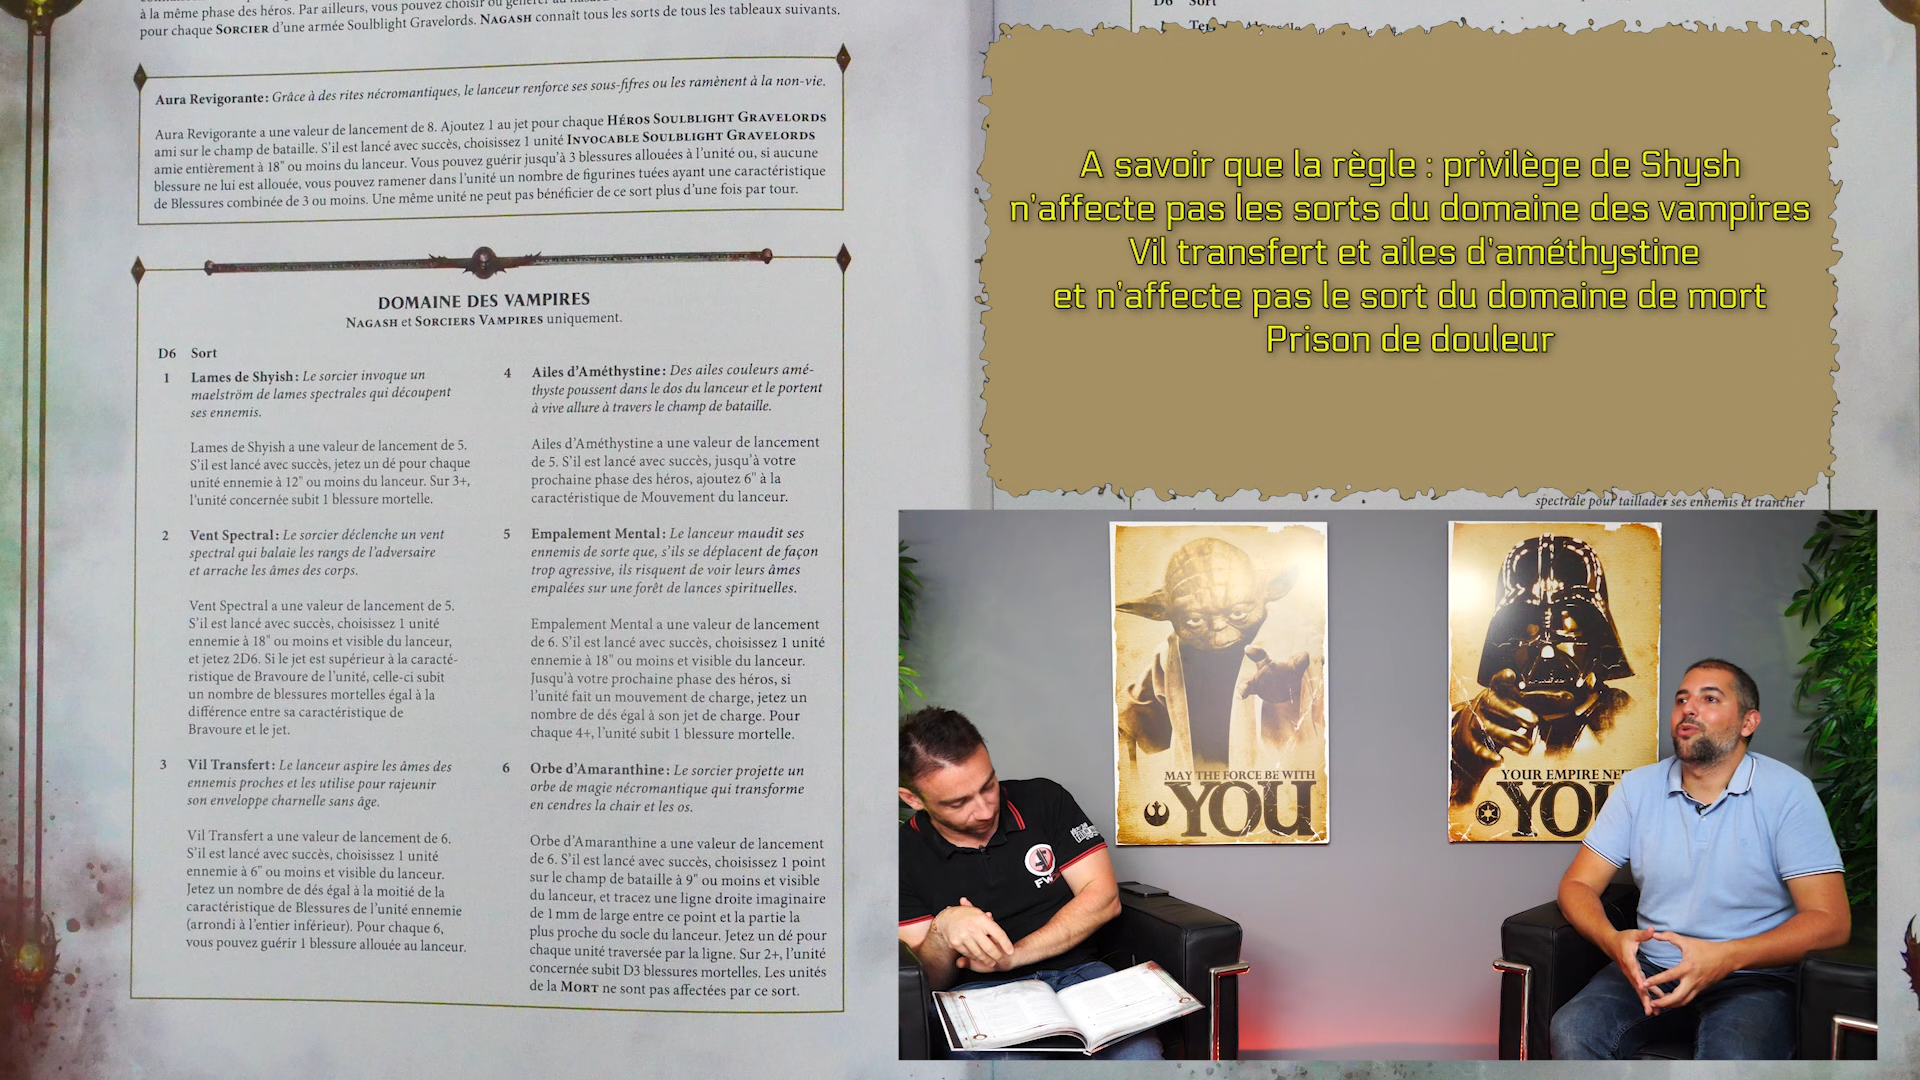 à la même phase des héros. Par ailleurs, vous pouvez choisir ou générer au
pour chaque SORCIER d'une armée Soulblight Gravelords. NAGASH connaît tous les sorts de tous les tableaux suivants.
Aura Revigorante : Grâce à des rites nécromantiques, le lanceur renforce ses sous-fifres ou les ramènent à la non-vie.
Aura Revigorante a une valeur de lancement de 8. Ajoutez 1 au jet pour chaque HÉROS SOULBLIGHT GRAVELORDS
ami sur le champ de bataille. S'il est lancé avec succès, choisissez 1 unité INVOCABLE SOULBLIGHT GRAVELORDS
amie entièrement à 18" ou moins du lanceur. Vous pouvez guérir jusqu'à 3 blessures allouées à l'unité ou, si aucune
blessure ne lui est allouée, vous pouvez ramener dans l'unité un nombre de figurines tuées ayant une caractéristique
de Blessures combinée de 3 ou moins. Une même unité ne peut pas bénéficier de ce sort plus d'une fois par tour.
DOMAINE DES VAMPIRES
NAGASH et SORCIERS VAMPIRES uniquement.
D6 Sort
1 Lames de Shyish : Le sorcier invoque un
maelström de lames spectrales qui découpent
ses ennemis.
Lames de Shyish a une valeur de lancement de 5.
S'il est lancé avec succès, jetez un dé pour chaque
unité ennemie à 12" ou moins du lanceur. Sur 3+,
l'unité concernée subit 1 blessure mortelle.
2 Vent Spectral : Le sorcier déclenche un vent
spectral qui balaie les rangs de l'adversaire
et arrache les âmes des corps.
Vent Spectral a une valeur de lancement de 5.
S'il est lancé avec succès, choisissez 1 unité
ennemie à 18" ou moins et visible du lanceur,
et jetez 2D6. Si le jet est supérieur à la caracté-
ristique de Bravoure de l'unité, celle-ci subit
un nombre de blessures mortelles égal à la
différence entre sa caractéristique de
Bravoure et le jet.
3 Vil Transfert : Le lanceur aspire les âmes des
ennemis proches et les utilise pour rajeunir
son enveloppe charnelle sans âge.
Vil Transfert a une valeur de lancement de 6.
S'il est lancé avec succès, choisissez 1 unité
ennemie à 6" ou moins et visible du lanceur.
Jetez un nombre de dés égal à la moitié de la
caractéristique de Blessures de l'unité ennemie
(arrondi à l'entier inférieur). Pour chaque 6,
vous pouvez guérir 1 blessure allouée au lanceur.
4 Ailes d'Améthystine : Des ailes couleurs amé-
thyste poussent dans le dos du lanceur et le portent
à vive allure à travers le champ de bataille.
Ailes d'Améthystine a une valeur de lancement
de 5. S'il est lancé avec succès, jusqu'à votre
prochaine phase de héros, ajoutez 6" à la
caractéristique de Mouvement du lanceur.
5 Empalement Mental : Le lanceur maudit ses
ennemis de sorte que, s'ils se déplacent de façon
trop agressive, ils risquent de voir leurs âmes
empalées sur une forêt de lances spirituelles.
Empalement Mental a une valeur de lancement
de 6. S'il est lancé avec succès, choisissez 1 unité
ennemie à 18" ou moins et visible du lanceur.
Jusqu'à votre prochaine phase de héros, si
l'unité fait un mouvement de charge, jetez un
nombre de dés égal à son jet de charge. Pour
chaque 4+, l'unité subit 1 blessure mortelle.
6 Orbe d'Amaranthine : Le sorcier projette un
orbe de magie nécromantique qui transforme
en cendres la chair et les os.
Orbe d'Amaranthine a une valeur de lancement
de 6. S'il est lancé avec succès, choisissez 1 point
sur le champ de bataille à 9" ou moins et visible
du lanceur, et tracez une ligne droite imaginaire
de 1 mm de large entre ce point et la partie la
plus proche du socle du lanceur. Jetez un dé pour
chaque unité traversée par la ligne. Sur 2+, l'unité
concernée subit D3 blessures mortelles. Les unités
de la MORT ne sont pas affectées par ce sort.
D6 Sort
A savoir que la règle : privilège de Shysh
n'affecte pas les sorts du domaine des vampires
Vil transfert et ailes d'améthystine
et n'affecte pas le sort du domaine de mort
Prison de douleur
spectrale pour taillader ses ennemis et trancher
MAY THE FORCE BE WITH
YOU
YOUR EMPIRE
FW